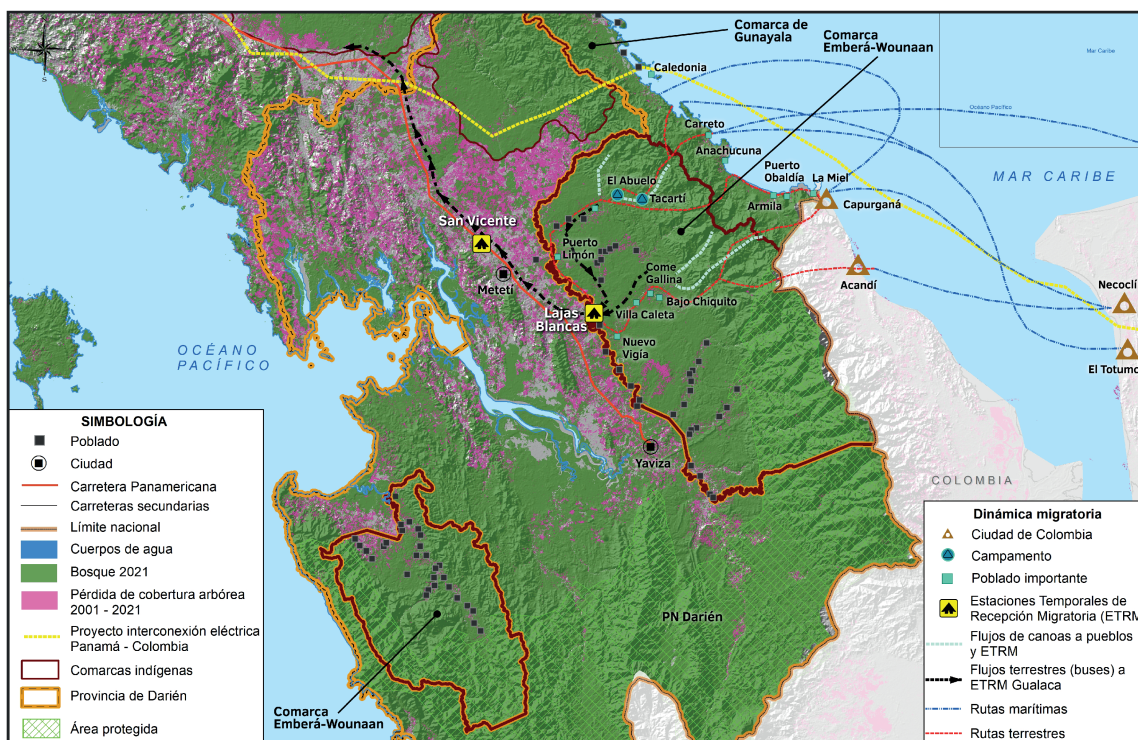 Comarca de
Gunayala
Comarca
Emberá-Wounaan
Mar Caribe
Océano Pacífico
Caledonia
Carreto
Anachucuna
Puerto
Obaldía
La Miel
MAR CARIBE
El Abuelo
Tacartí
Armila
Capurganá
San Vicente
Puerto
Limón
Metetí
Come
Gallina
Acandí
Necoclí
Bajo Chiquito
Lajas
Blancas
Villa Caleta
OCÉANO
PACÍFICO
Nuevo
Vigía
El Totumo
Yaviza
COLOMBIA
PN Darién
Comarca
Emberá-Wounaan
S
SIMBOLOGÍA
Poblado
Ciudad
Carretera Panamericana
Carreteras secundarias
Límite nacional
Cuerpos de agua
Bosque 2021
Pérdida de cobertura arbórea
2001 - 2021
Proyecto interconexión eléctrica
Panamá - Colombia
Comarcas indígenas
Provincia de Darién
Área protegida
Dinámica migratoria
Ciudad de Colombia
Campamento
Poblado importante
Estaciones Temporales de
Recepción Migratoria (ETRM
Flujos de canoas a pueblos
y ETRM
Flujos terrestres (buses) a
ETRM Gualaca
Rutas marítimas
Rutas terrestres